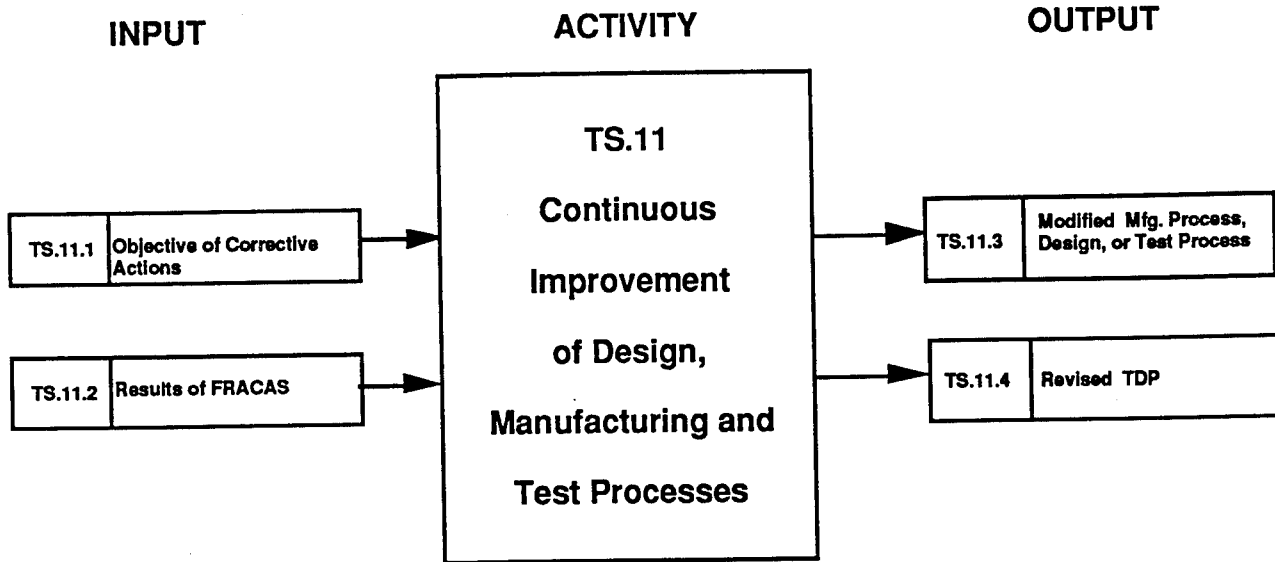 INPUT
ACTIVITY
OUTPUT
TS.11.1
Objective of Corrective
Actions
TS.11.2
Results of FRACAS
TS.11
Continuous
Improvement
of Design,
Manufacturing and
Test Processes
TS.11.3
Modified Mfg. Process,
Design, or Test Process
TS.11.4
Revised TDP